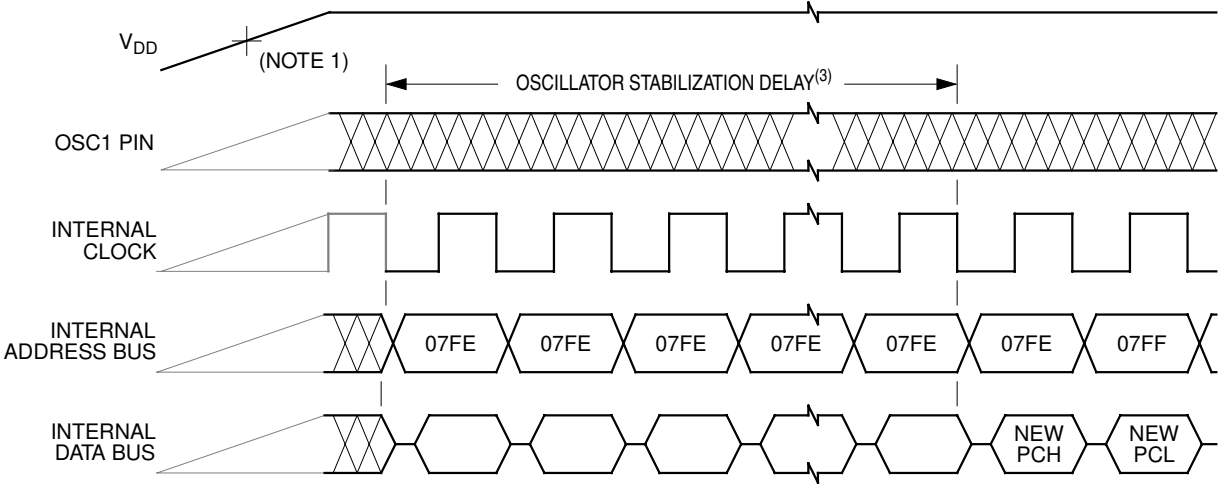 VDD
(NOTE 1)
OSCILLATOR STABILIZATION DELAY(3)
OSC1 PIN
INTERNAL
CLOCK
INTERNAL
ADDRESS BUS
07FE 07FE 07FE 07FE 07FE 07FE 07FF
INTERNAL
DATA BUS
NEW
PCH
NEW
PCL